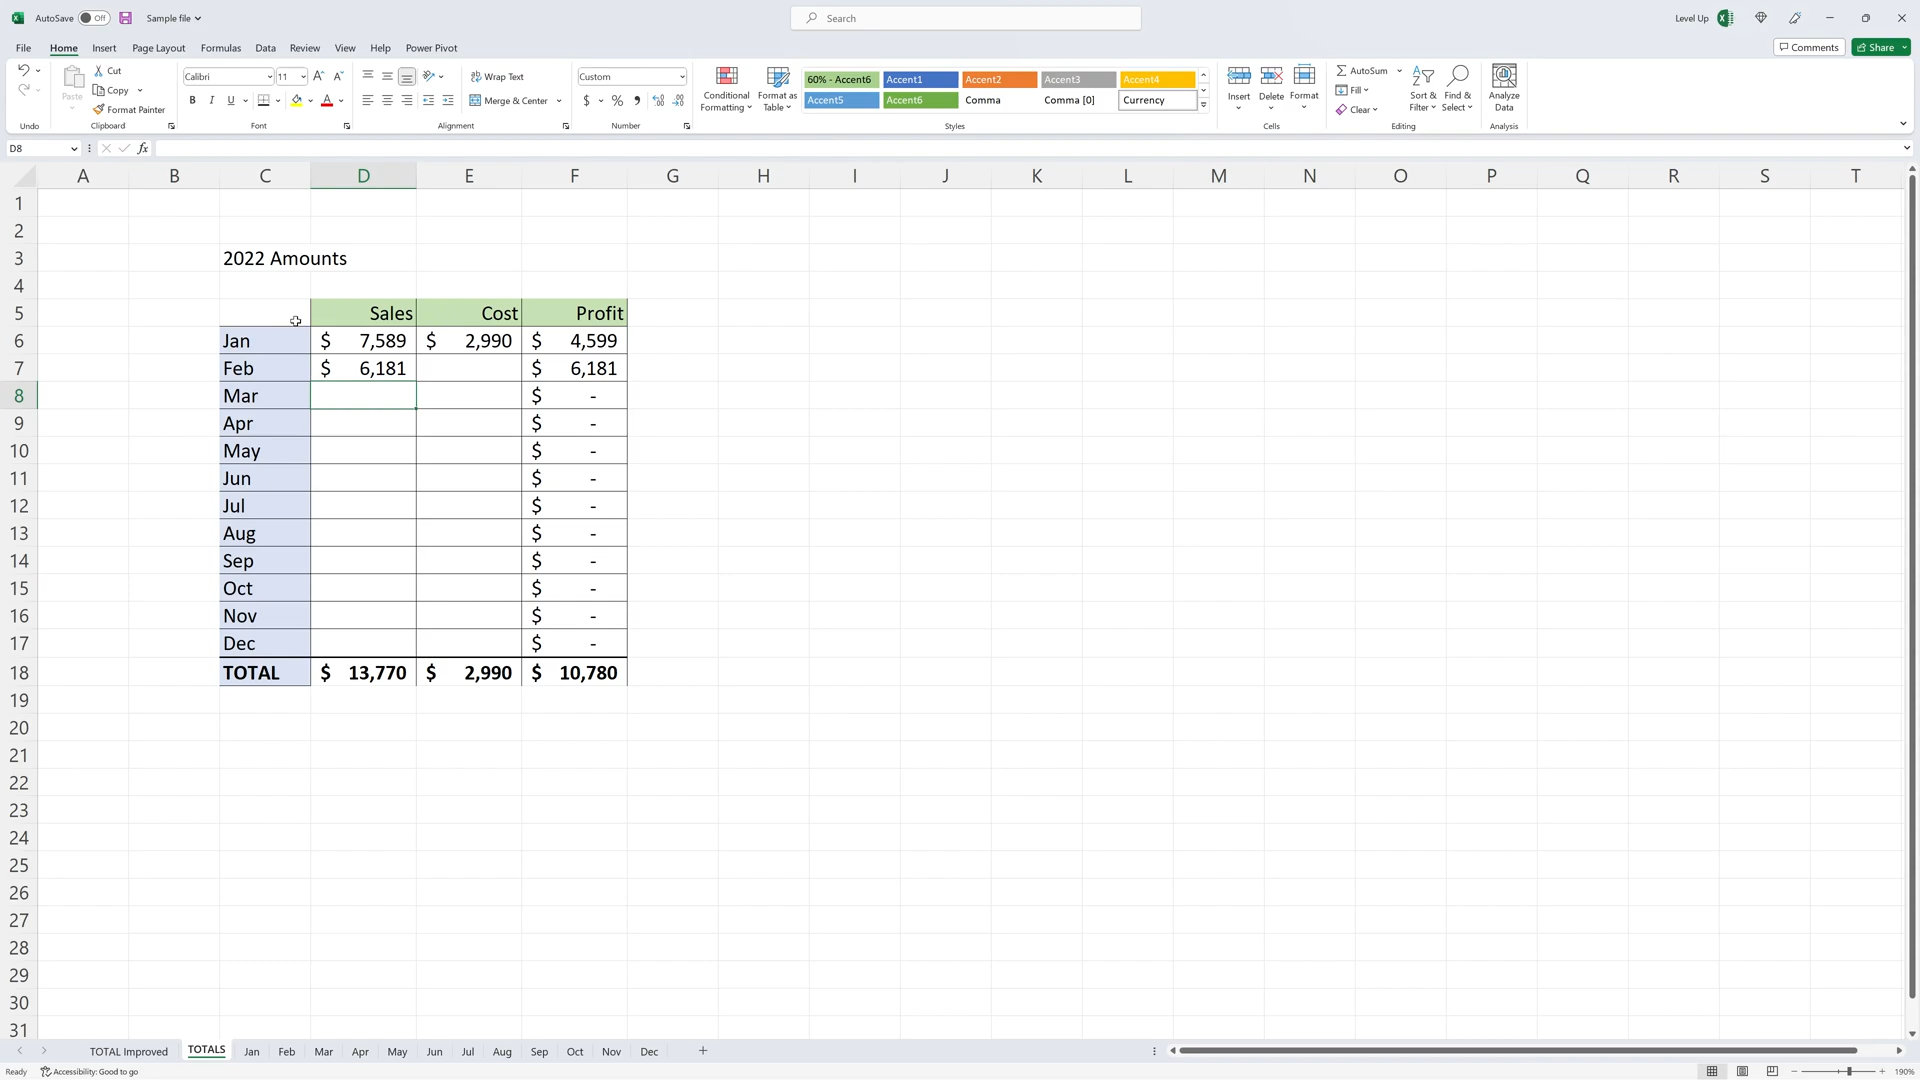 AutoSave Off Sample file Search Level Up
File Home Insert Page Layout Formulas Data Review View Help Power Pivot Comments Share
Paste Cut Copy Format Painter
Calibri 11
B I U
Wrap Text
Merge & Center
Custom
$ % 9
Conditional Formatting
Format as Table
60% - Accent6 Accent1 Accent2 Accent3 Accent4
Accent5 Accent6 Comma Comma [0] Currency
Insert Delete Format
AutoSum
Fill
Clear
Sort & Filter
Find & Select
Analyze Data
Undo Clipboard Font Alignment Number Styles Cells Editing Analysis
D8 fx
A B C D E F G H I J K L M N O P Q R S T
1
2
3 2022 Amounts
4
5 Sales Cost Profit
6 Jan $ 7,589 $ 2,990 $ 4,599
7 Feb $ 6,181 $ 6,181
8 Mar $ -
9 Apr $ -
10 May $ -
11 Jun $ -
12 Jul $ -
13 Aug $ -
14 Sep $ -
15 Oct $ -
16 Nov $ -
17 Dec $ -
18 TOTAL $ 13,770 $ 2,990 $ 10,780
19
20
21
22
23
24
25
26
27
28
29
30
31
TOTAL Improved TOTALS Jan Feb Mar Apr May Jun Jul Aug Sep Oct Nov Dec
Ready Accessibility: Good to go 190%